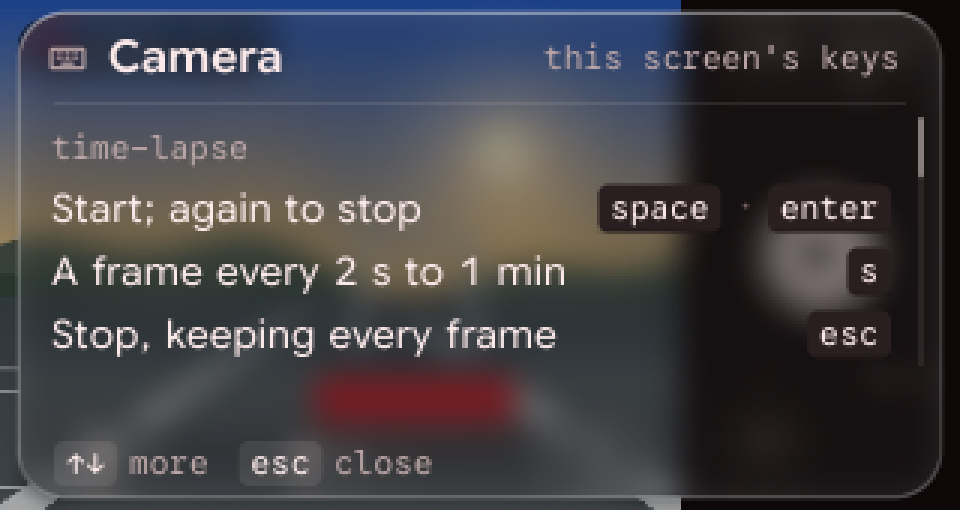 Camera this screen's keys
time-lapse
Start; again to stop space · enter
A frame every 2 s to 1 min s
Stop, keeping every frame esc
↑↓ more esc close